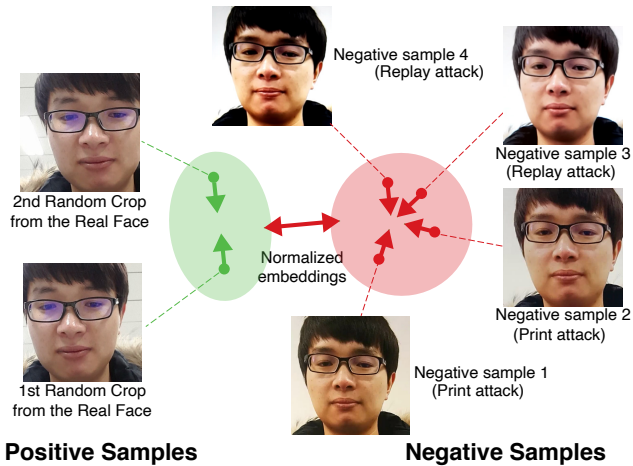 Negative sample 4
(Replay attack)
2nd Random Crop
from the Real Face
Negative sample 3
(Replay attack)
Normalized
embeddings
Negative sample 2
(Print attack)
1st Random Crop
from the Real Face
Negative sample 1
(Print attack)
Positive Samples
Negative Samples